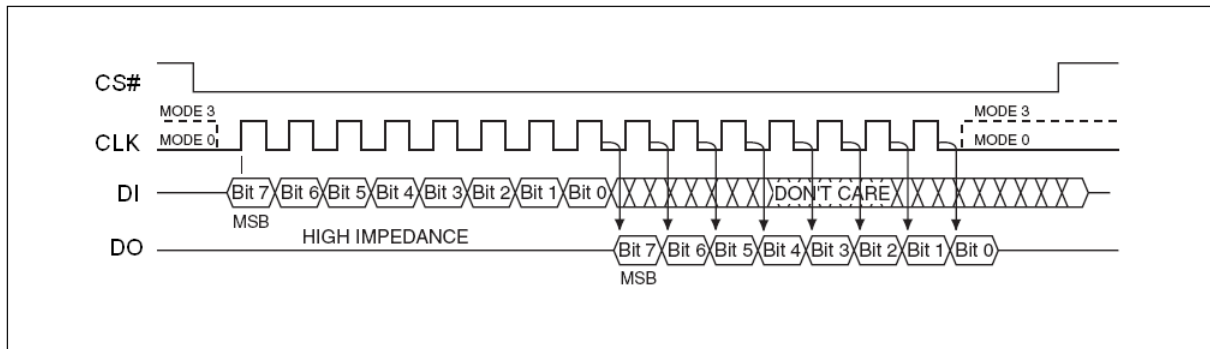 CS#
MODE 3
MODE 3
CLK
MODE 0
MODE 0
DI
Bit 7 Bit 6 Bit 5 Bit 4 Bit 3 Bit 2 Bit 1 Bit 0 DON'T CARE
MSB
HIGH IMPEDANCE
DO
Bit 7 Bit 6 Bit 5 Bit 4 Bit 3 Bit 2 Bit 1 Bit 0
MSB